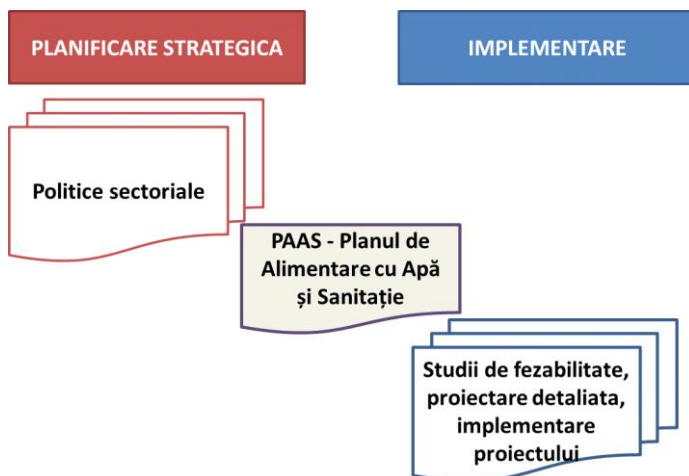 PLANIFICARE STRATEGICA
IMPLEMENTARE
Politice sectoriale
PAAS - Planul de
Alimentare cu Apă
și Sanitație
Studii de fezabilitate,
proiectare detaliata,
implementare
proiectului